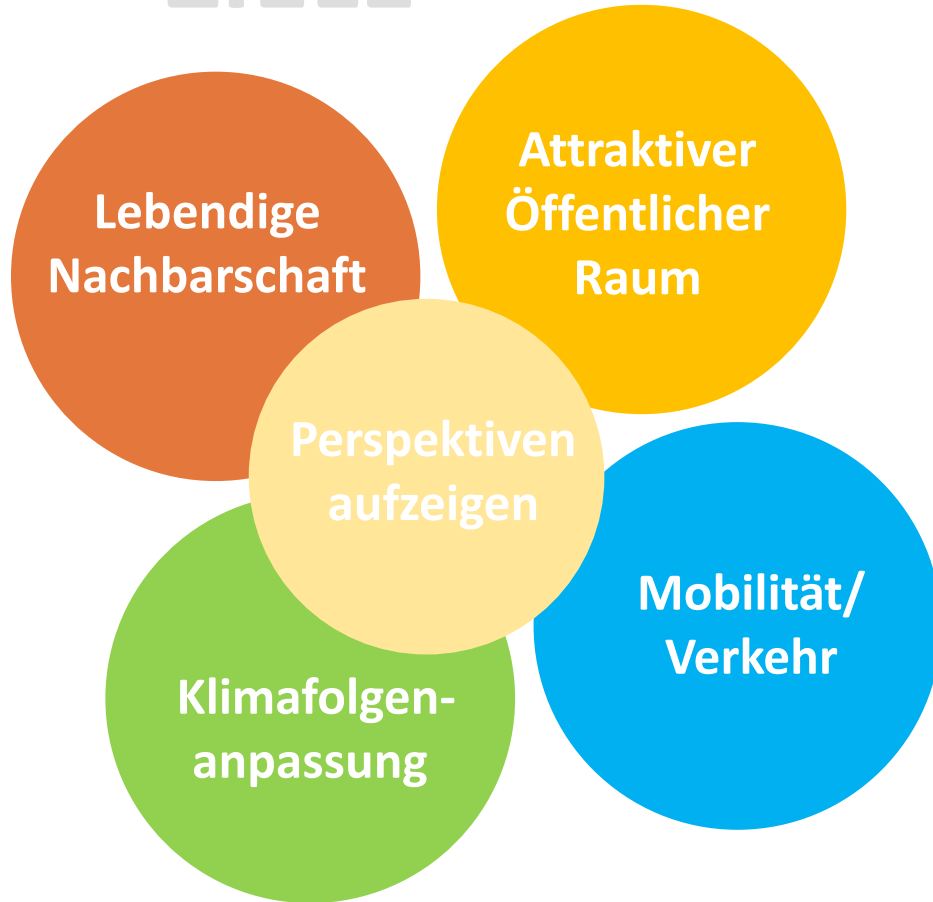 Attraktiver
Öffentlicher
Raum
Lebendige
Nachbarschaft
Perspektiven
aufzeigen
Mobilität/
Verkehr
Klimafolgen-
anpassung